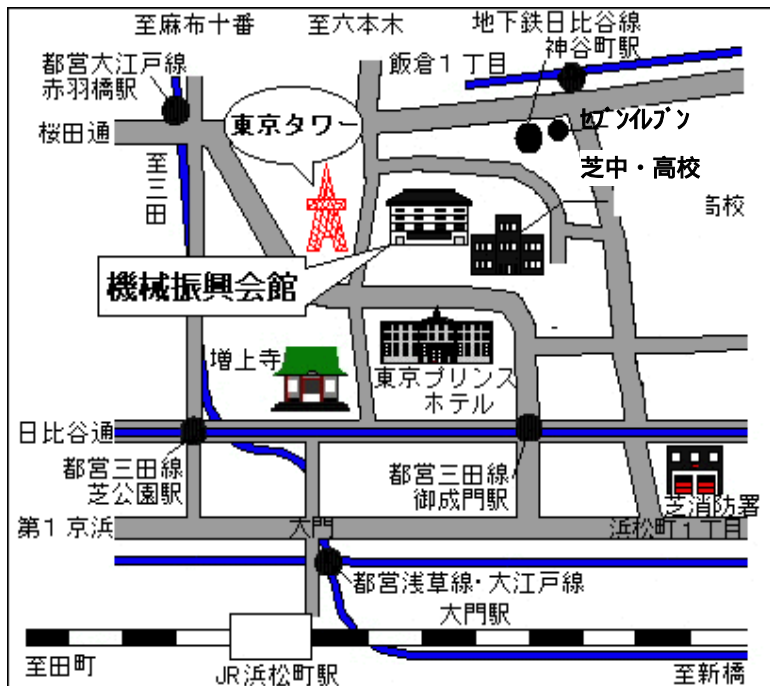 至麻布十番
至六本木
地下鉄日比谷線
神谷町駅
都営大江戸線
赤羽橋駅
飯倉1丁目
東京タワー
セブンイレブン
桜田通
芝中・高校
至三田
高校
機械振興会館
増上寺
東京プリンス
ホテル
日比谷通
都営三田線
芝公園駅
都営三田線
御成門駅
芝消防署
第1京浜
大門
浜松町1丁目
都営浅草線・大江戸線
大門駅
至田町
JR浜松町駅
至新橋